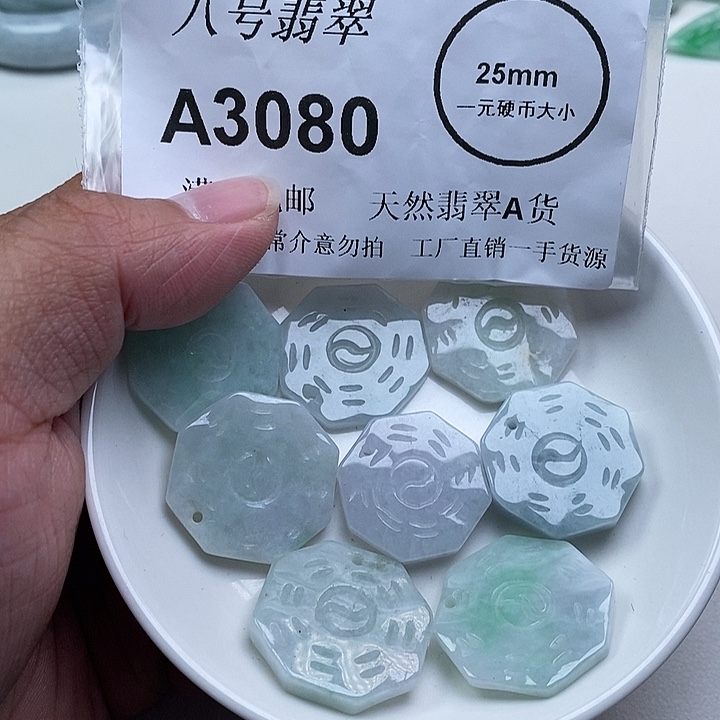 八号翡翠
25mm
一元硬币大小
A3080
邮 天然翡翠A货
常介意勿拍 工厂直销一手货源